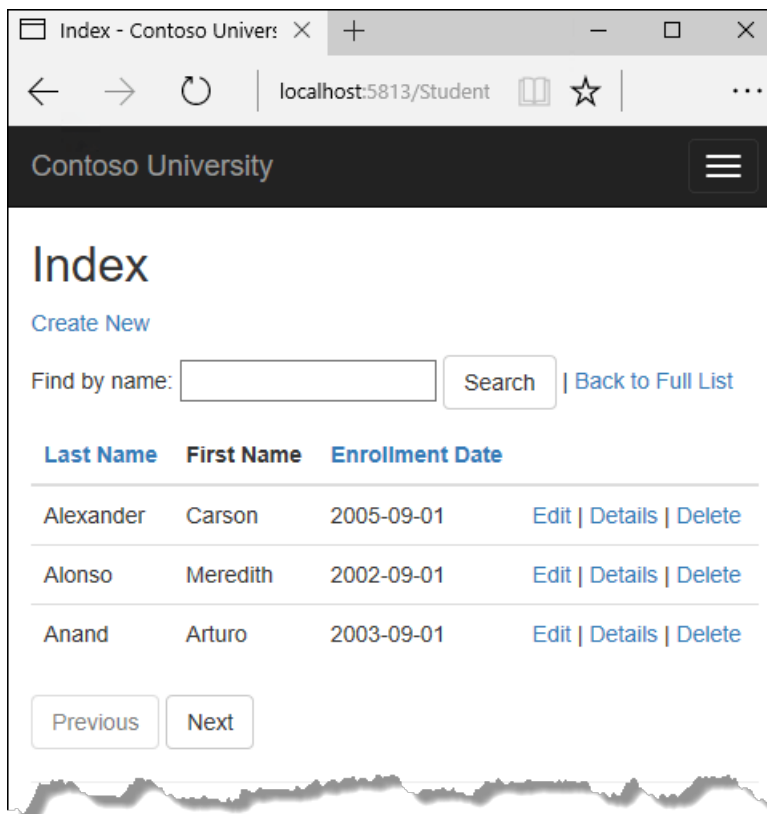 Index - Contoso Univers
localhost:5813/Student
Contoso University
Index
Create New
Find by name: Search | Back to Full List
Last Name First Name Enrollment Date
Alexander Carson 2005-09-01 Edit | Details | Delete
Alonso Meredith 2002-09-01 Edit | Details | Delete
Anand Arturo 2003-09-01 Edit | Details | Delete
Previous Next